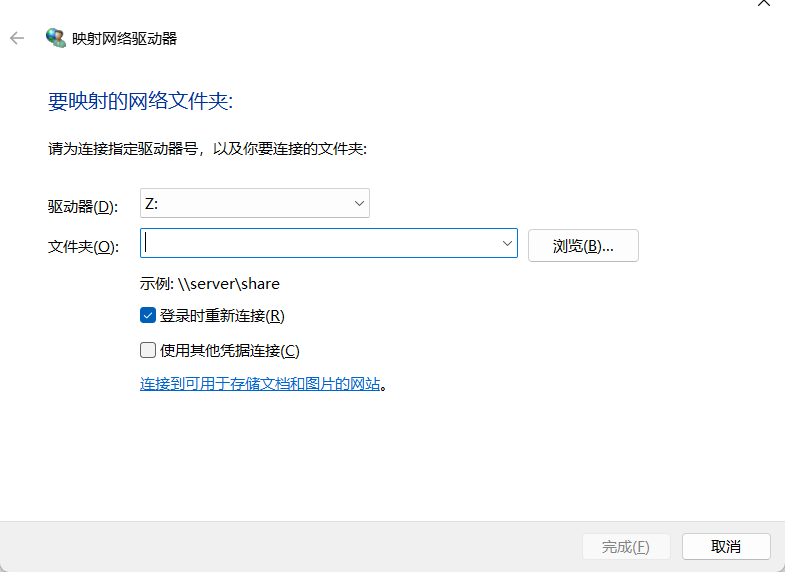 映射网络驱动器
要映射的网络文件夹:
请为连接指定驱动器号，以及你要连接的文件夹:
驱动器(D): Z:
文件夹(O): 浏览(B)...
示例: \\server\share
登录时重新连接(R)
使用其他凭据连接(C)
连接到可用于存储文档和图片的网站。
完成(F) 取消